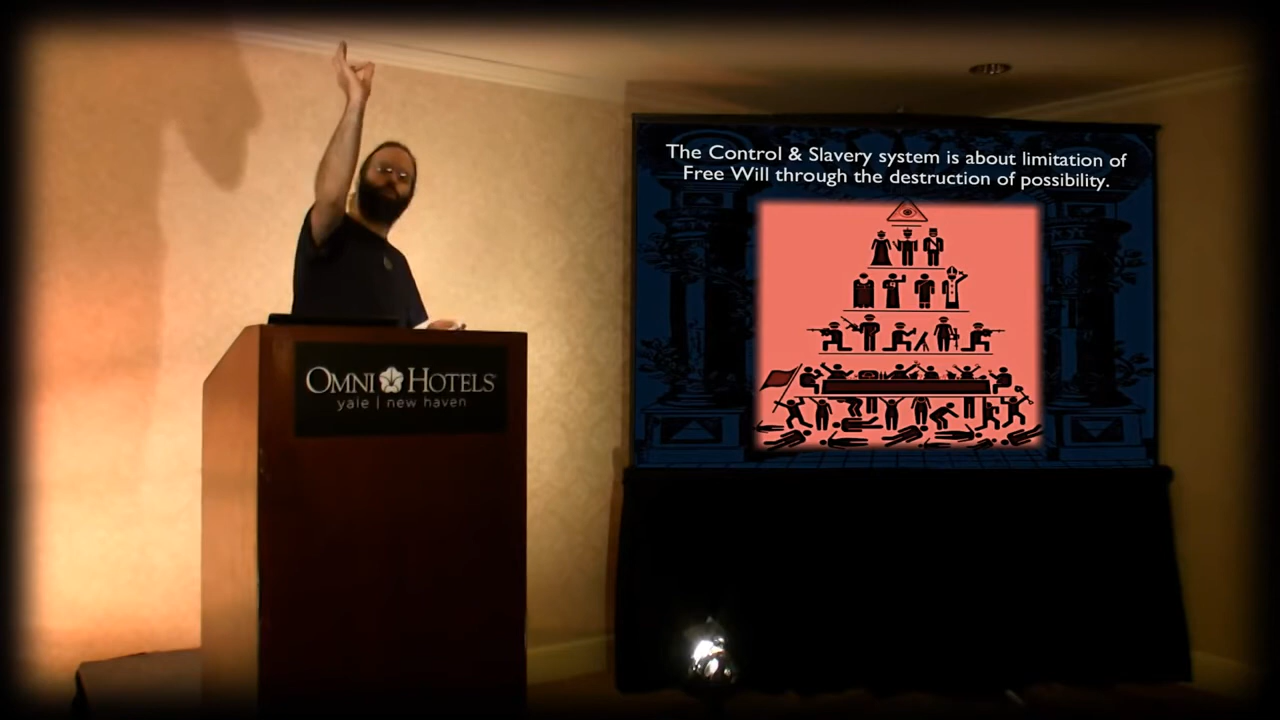 The Control & Slavery system is about limitation of
Free Will through the destruction of possibility.
OMNI HOTELS
yale | new haven